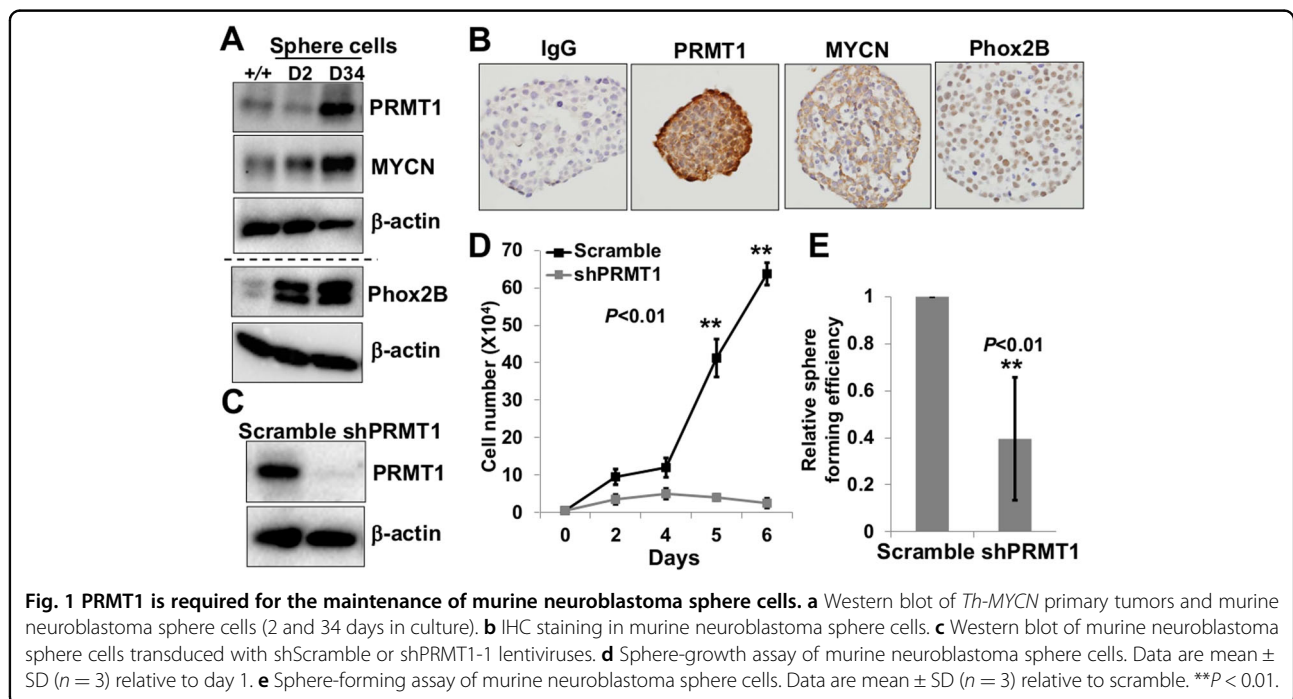 A
Sphere cells
+/+ D2 D34
PRMT1
MYCN
β-actin
Phox2B
β-actin
B
IgG PRMT1 MYCN Phox2B
C
Scramble shPRMT1
PRMT1
β-actin
D
Scramble
shPRMT1
P<0.01
**
**
Cell number (X10⁴)
70
60
50
40
30
20
10
0
0 2 4 5 6
Days
E
Relative sphere
forming efficiency
1
0.8
0.6
0.4
0.2
0
P<0.01
**
Scramble shPRMT1
Fig. 1 PRMT1 is required for the maintenance of murine neuroblastoma sphere cells. a Western blot of Th-MYCN primary tumors and murine
neuroblastoma sphere cells (2 and 34 days in culture). b IHC staining in murine neuroblastoma sphere cells. c Western blot of murine neuroblastoma
sphere cells transduced with shScramble or shPRMT1-1 lentiviruses. d Sphere-growth assay of murine neuroblastoma sphere cells. Data are mean ±
SD (n = 3) relative to day 1. e Sphere-forming assay of murine neuroblastoma sphere cells. Data are mean ± SD (n = 3) relative to scramble. **P < 0.01.